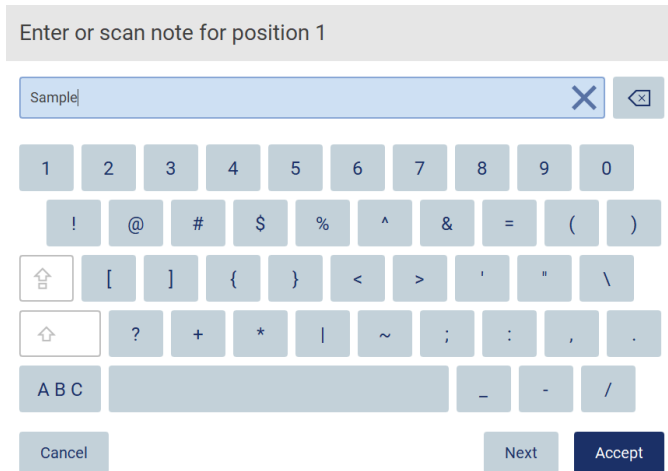 Enter or scan note for position 1
Sample
1 2 3 4 5 6 7 8 9 0
! @ # $ % ^ & = ( )
[ ] { } < > ' " \
? + * | ~ ; : , .
A B C _ - /
Cancel Next Accept